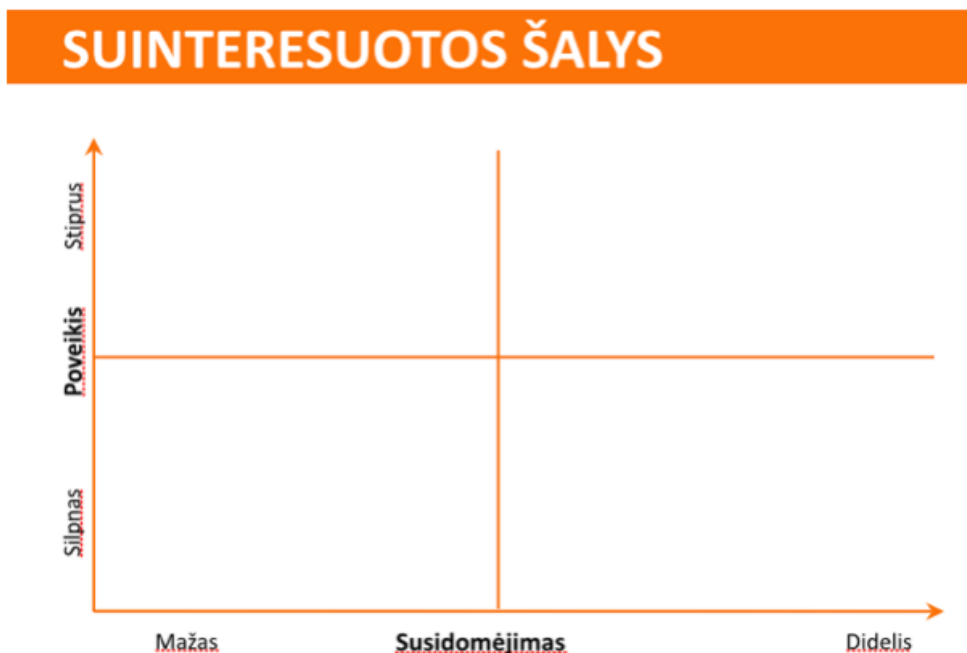 SUINTERESUOTOS ŠALYS
Stiprus
Poveikis
Silpnas
Mažas
Susidomėjimas
Didelis